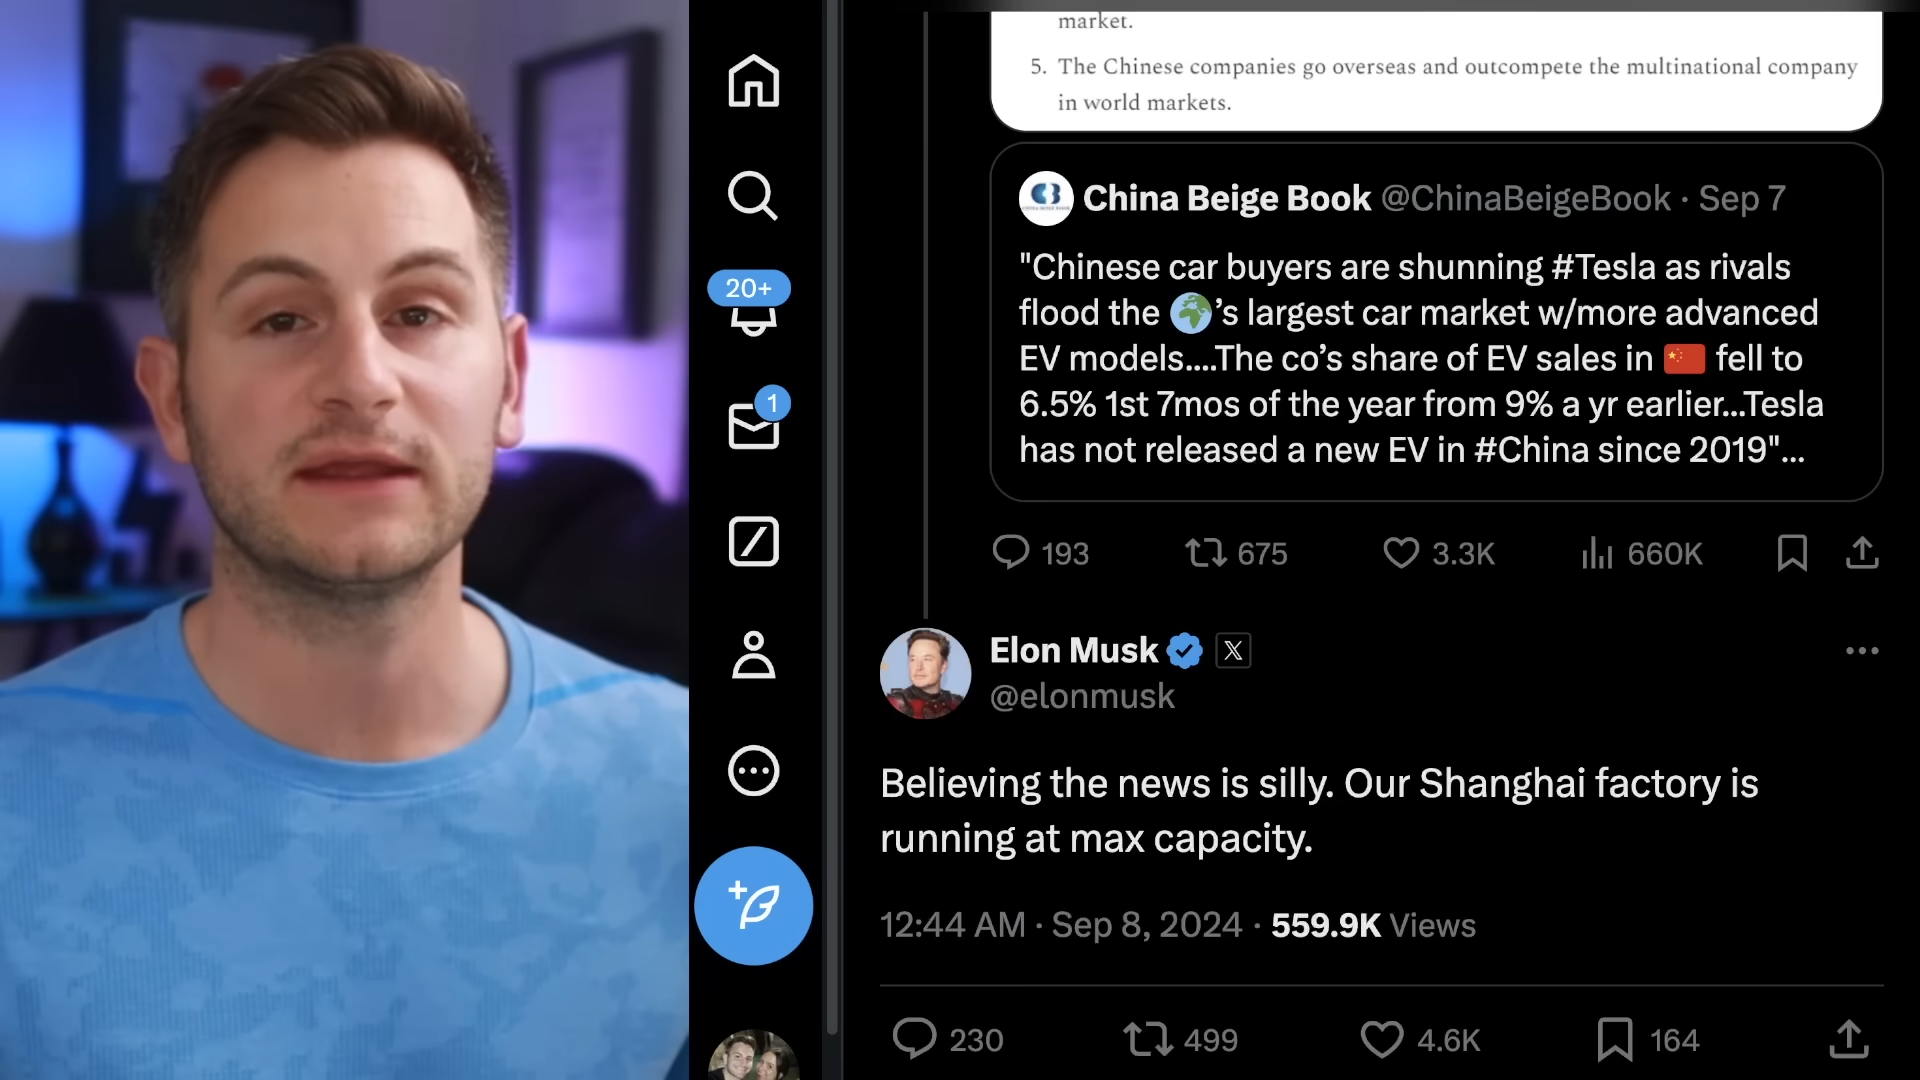 market.
5. The Chinese companies go overseas and outcompete the multinational company
in world markets.
China Beige Book @ChinaBeigeBook · Sep 7
"Chinese car buyers are shunning #Tesla as rivals
flood the 🌍's largest car market w/more advanced
EV models....The co's share of EV sales in 🇨🇳 fell to
6.5% 1st 7mos of the year from 9% a yr earlier...Tesla
has not released a new EV in #China since 2019"...
193 675 3.3K 660K
20+
1
Elon Musk X
@elonmusk
Believing the news is silly. Our Shanghai factory is
running at max capacity.
12:44 AM · Sep 8, 2024 · 559.9K Views
230 499 4.6K 164